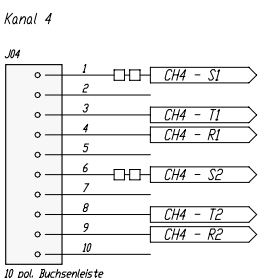 Kanal 4
J04
1 CH4 - S1
2
3 CH4 - T1
4 CH4 - R1
5
6 CH4 - S2
7
8 CH4 - T2
9 CH4 - R2
10
10 pol. Buchsenleiste